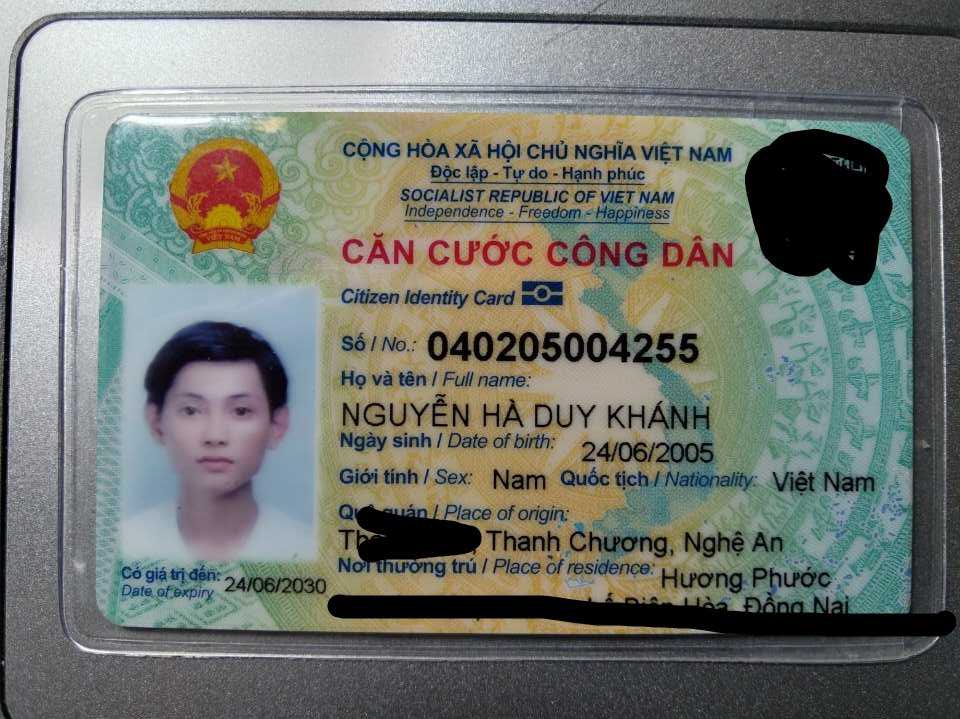 CỘNG HÒA XÃ HỘI CHỦ NGHĨA VIỆT NAM
Độc lập - Tự do - Hạnh phúc
SOCIALIST REPUBLIC OF VIET NAM
Independence - Freedom - Happiness
CĂN CƯỚC CÔNG DÂN
Citizen Identity Card
Số / No.: 040205004255
Họ và tên / Full name:
NGUYỄN HÀ DUY KHÁNH
Ngày sinh / Date of birth: 24/06/2005
Giới tính / Sex: Nam Quốc tịch / Nationality: Việt Nam
quán / Place of origin:
Thanh Chương, Nghệ An
Nơi thường trú / Place of residence: Hương Phước
Biên Hòa, Đồng Nai
Có giá trị đến: 24/06/2030
Date of expiry
VIỆT NAM